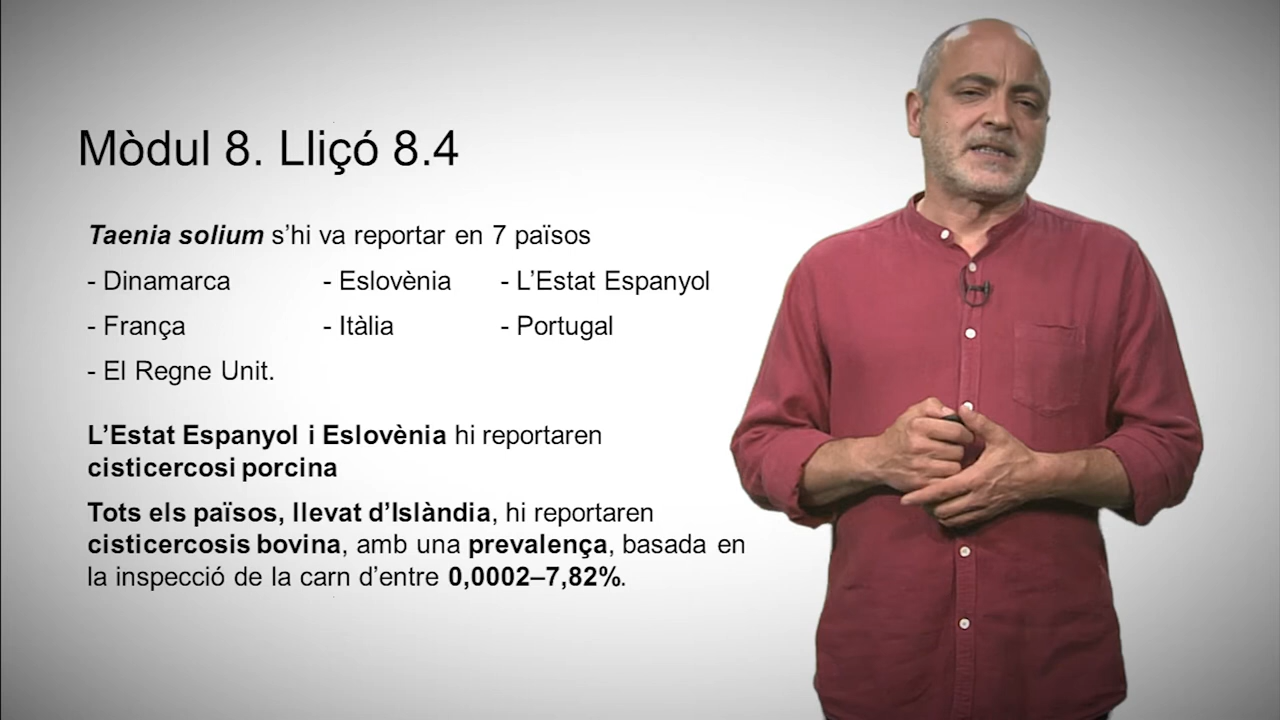 Mòdul 8. Lliçó 8.4
Taenia solium s’hi va reportar en 7 països
- Dinamarca - Eslovènia - L’Estat Espanyol
- França - Itàlia - Portugal
- El Regne Unit.
L’Estat Espanyol i Eslovènia hi reportaren
cisticercosi porcina
Tots els països, llevat d’Islàndia, hi reportaren
cisticercosis bovina, amb una prevalença, basada en
la inspecció de la carn d’entre 0,0002–7,82%.